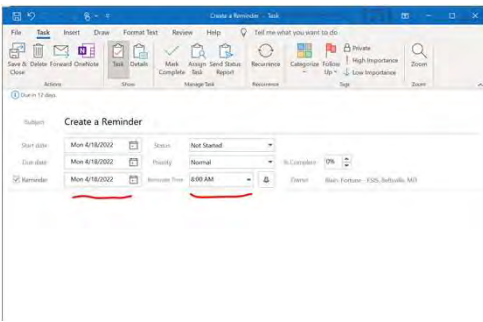 Create a Reminder - Task
File Task Insert Draw Format Text Review Help Tell me what you want to do
Save & Close Delete Forward OneNote Task Details Mark Complete Assign Task Send Status Report Recurrence Categorize Follow Up Private High Importance Low Importance Zoom
Actions Show Manage Task Recurrence Tags Zoom
Due in 12 days.
Subject Create a Reminder
Start date Mon 4/18/2022 Status Not Started
Due date Mon 4/18/2022 Priority Normal % Complete 0%
Reminder Mon 4/18/2022 Reminder Time 8:00 AM Owner